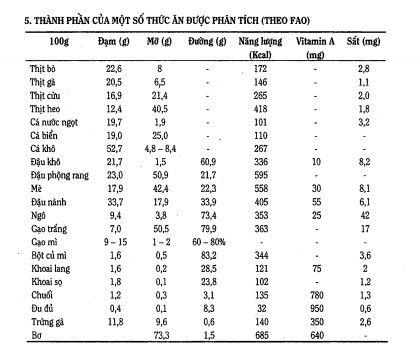 5. THÀNH PHẦN CỦA MỘT SỐ THỨC ĂN ĐƯỢC PHÂN TÍCH (THEO FAO)
100g Đạm (g) Mỡ (g) Đường (g) Năng lượng (Kcal) Vitamin A (mg) Sắt (mg)
Thịt bò 22,6 8 172 - 2,8
Thịt gà 20,5 6,5 - 146 - 1,1
Thịt cừu 16,9 21,4 - 265 - 2,0
Thịt heo 12,4 40,5 - 418 - 1,8
Cá nước ngọt 19,7 1,9 - 101 - 3,2
Cá biển 19,0 25,0 - 110 - -
Cá khô 52,7 4,8 – 8,4 267 - -
Đậu khô 21,7 1,5 60,9 336 10 8,2
Đậu phộng rang 23,0 50,9 21,7 595 - -
Mè 17,9 42,4 22,3 558 30 8,1
Đậu nành 33,7 17,9 33,9 405 55 6,1
Ngô 9,4 3,8 73,4 353 25 42
Gạo trắng 7,0 50,5 79,9 363 - 17
Gạo mì 9 – 15 1 – 2 60 – 80% - -
Bột củ mì 1,6 0,5 83,2 344 - 3,6
Khoai lang 1,6 0,2 28,5 121 75 2
Khoai sọ 1,8 0,1 23,8 102 - 1,2
Chuối 1,2 0,3 3,1 135 780 1,3
Đu đủ 0,4 0,1 8,3 32 950 0,6
Trứng gà 11,8 9,6 0,6 140 350 2,6
Bơ 73,3 1,5 685 640 -